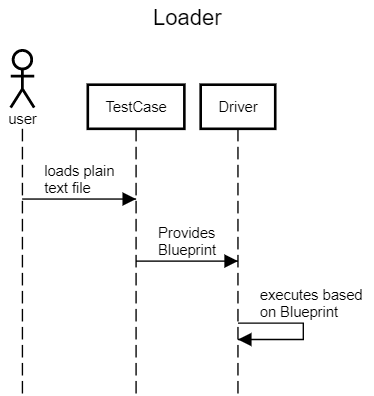 Loader
user
TestCase
Driver
loads plain
text file
Provides
Blueprint
executes based
on Blueprint